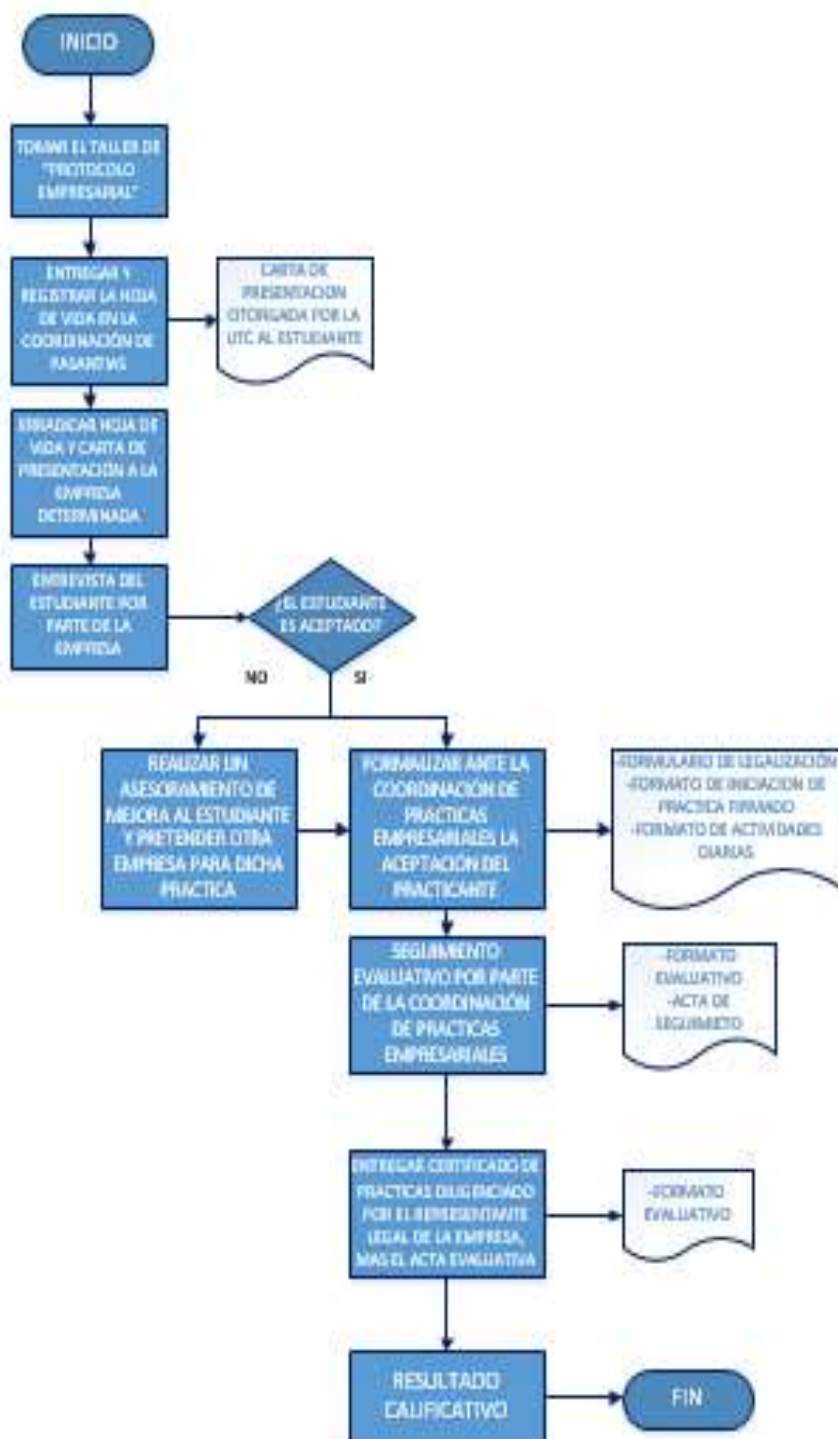 INICIO
TOMAR EL TALLER DE
"PROTOCOLO
EMPRESARIAL"
ENTREGAR Y
REGISTRAR LA HOJA
DE VIDA EN LA
COORDINACIÓN DE
PASANTIAS
CARTA DE
PRESENTACION
OTORGADA POR LA
UTC AL ESTUDIANTE
HOJA DE
VIDA Y CARTA DE
PRESENTACIÓN A LA
EMPRESA
DETERMINADA
ENTREVISTA DEL
ESTUDIANTE POR
PARTE DE LA
EMPRESA
¿EL ESTUDIANTE
ES ACEPTADO?
NO
SI
REALIZAR UN
ASESORAMIENTO DE
MEJORA AL ESTUDIANTE
Y PRETENDER OTRA
EMPRESA PARA DICHA
PRACTICA
FORMALIZAR ANTE LA
COORDINACIÓN DE
PRACTICAS
EMPRESARIALES LA
ACEPTACION DEL
PRACTICANTE
-FORMULARIO DE LEGALIZACIÓN
-FORMATO DE INICIACION DE
PRACTICA FIRMADO
-FORMATO DE ACTIVIDADES
DIARIAS
SEGUIMIENTO
EVALUATIVO POR PARTE
DE LA COORDINACIÓN
DE PRACTICAS
EMPRESARIALES
-FORMATO
EVALUATIVO
-ACTA DE
SEGUIMIETO
ENTREGAR CERTIFICADO DE
PRACTICAS DILIGENCIADO
POR EL REPRESENTANTE
LEGAL DE LA EMPRESA,
MAS EL ACTA EVALUATIVA
-FORMATO
EVALUATIVO
RESULTADO
CALIFICATIVO
FIN